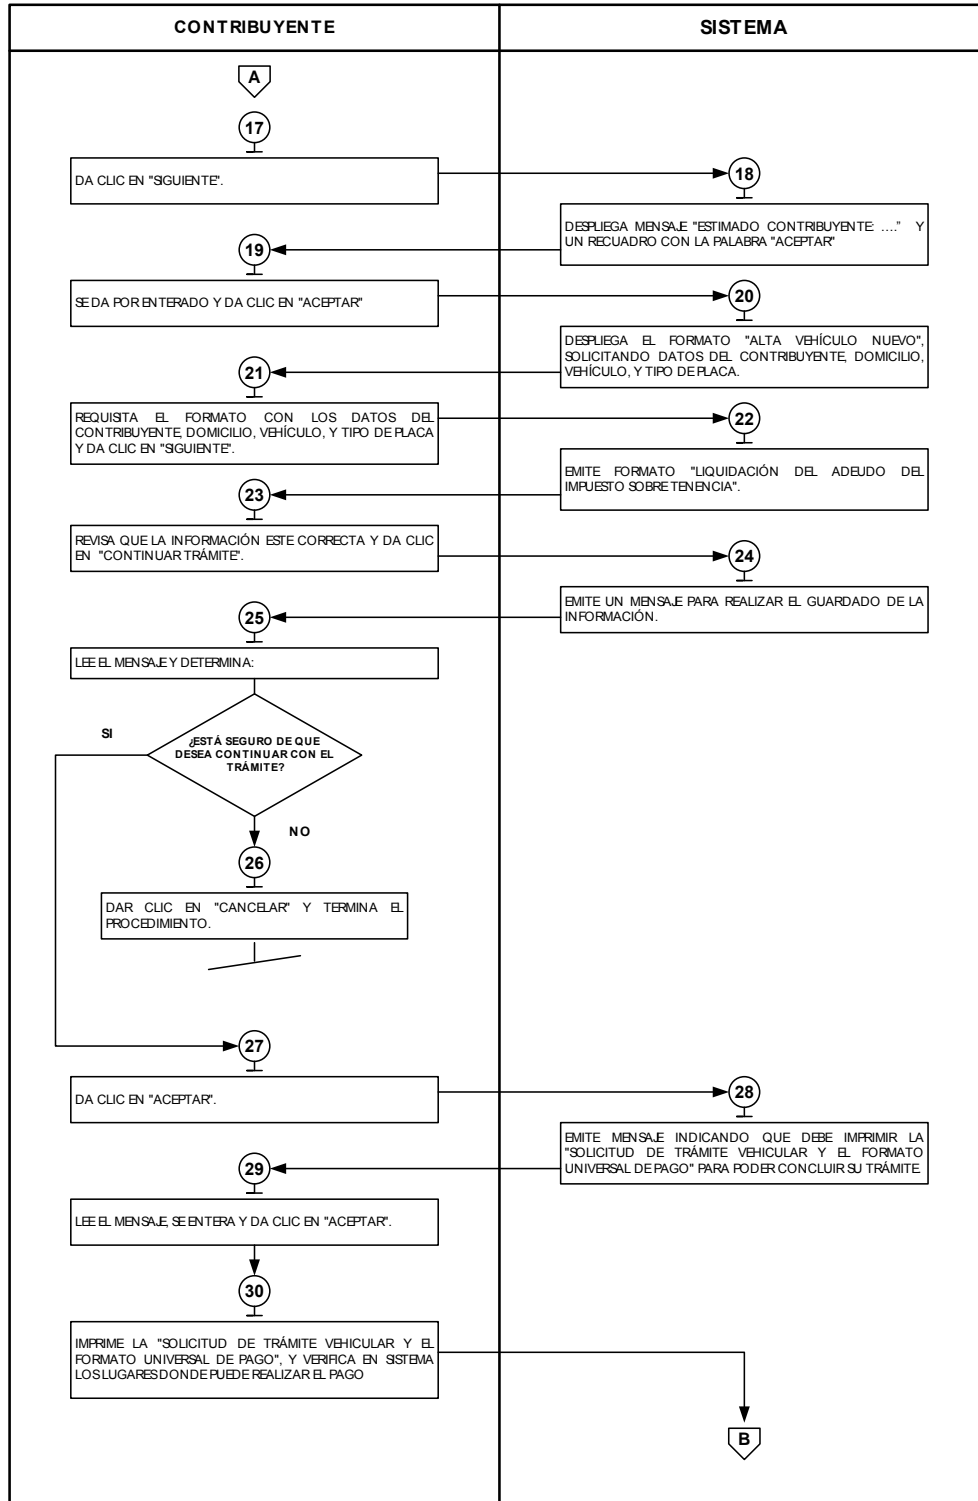 CONTRIBUYENTE
SISTEMA
A
17
DA CLIC EN "SIGUIENTE".
18
DESPLIEGA MENSAJE "ESTIMADO CONTRIBUYENTE: …." Y
UN RECUADRO CON LA PALABRA "ACEPTAR"
19
SE DA POR ENTERADO Y DA CLIC EN "ACEPTAR"
20
DESPLIEGA EL FORMATO "ALTA VEHÍCULO NUEVO",
SOLICITANDO DATOS DEL CONTRIBUYENTE, DOMICILIO,
VEHÍCULO, Y TIPO DE PLACA.
21
REQUISITA EL FORMATO CON LOS DATOS DEL
CONTRIBUYENTE, DOMICILIO, VEHÍCULO, Y TIPO DE PLACA
Y DA CLIC EN "SIGUIENTE".
22
EMITE FORMATO "LIQUIDACIÓN DEL ADEUDO DEL
IMPUESTO SOBRE TENENCIA".
23
REVISA QUE LA INFORMACIÓN ESTE CORRECTA Y DA CLIC
EN "CONTINUAR TRÁMITE".
24
EMITE UN MENSAJE PARA REALIZAR EL GUARDADO DE LA
INFORMACIÓN.
25
LEE EL MENSAJE Y DETERMINA:
SI
¿ESTÁ SEGURO DE QUE
DESEA CONTINUAR CON EL
TRÁMITE?
NO
26
DAR CLIC EN "CANCELAR" Y TERMINA EL
PROCEDIMIENTO.
27
DA CLIC EN "ACEPTAR".
28
EMITE MENSAJE INDICANDO QUE DEBE IMPRIMIR LA
"SOLICITUD DE TRÁMITE VEHICULAR Y EL FORMATO
UNIVERSAL DE PAGO" PARA PODER CONCLUIR SU TRÁMITE.
29
LEE EL MENSAJE, SE ENTERA Y DA CLIC EN "ACEPTAR".
30
IMPRIME LA "SOLICITUD DE TRÁMITE VEHICULAR Y EL
FORMATO UNIVERSAL DE PAGO", Y VERIFICA EN SISTEMA
LOS LUGARES DONDE PUEDE REALIZAR EL PAGO
B